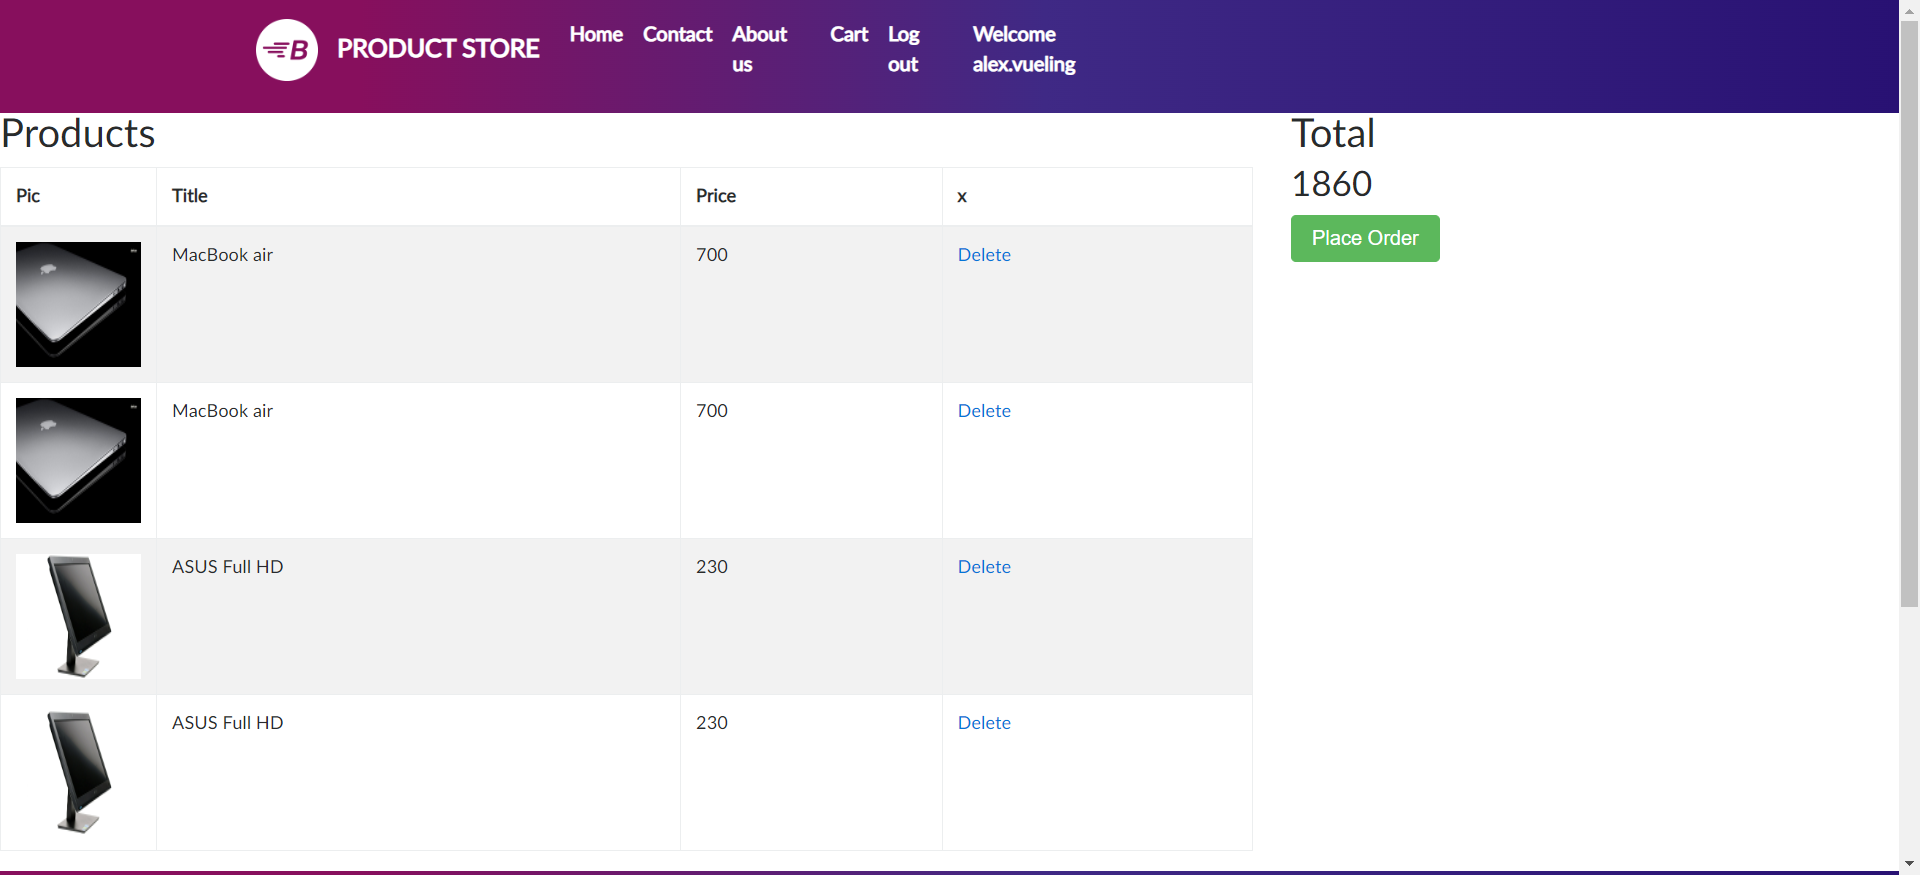 B PRODUCT STORE Home Contact About us Cart Log out Welcome alex.vueling
Products
Total
1860
Place Order
Pic Title Price x
MacBook air 700 Delete
MacBook air 700 Delete
ASUS Full HD 230 Delete
ASUS Full HD 230 Delete